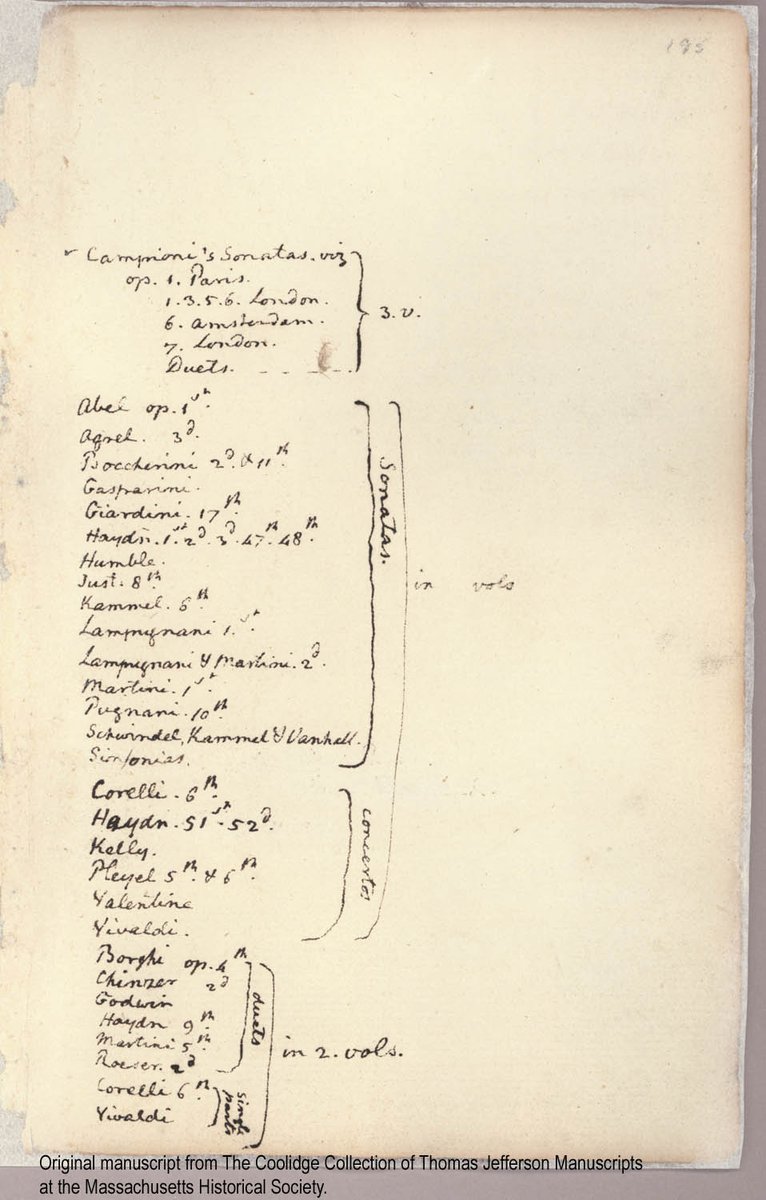 195
Campioni's Sonatas. viz
op. 1. Paris.
1. 3. 5. 6. London.
6. Amsterdam.
7. London.
Duets.
3. v.
Abel op. 1st.
Agrel. 3d.
Boccherini 2d. & 11th.
Gasparini.
Giardini. 17th.
Haydn. 1st. 2d. 3d. 47th. 48th.
Humble.
Just. 8th.
Kammel. 6th.
Lampugnani 1.st.
Lampugnani & Martini. 2d.
Martini. 1st.
Pugnani. 10th.
Schwindel, Kammel & Vanhall.
Sinfonias.
Sonatas.
Corelli. 6th.
Haydn. 51st. 52d.
Kelly.
Pleyel 5th. & 6th.
Valentine
Vivaldi.
concertos
in vols
Borghi op. 4th
Chinzer 2d
Godwin
Haydn 9th
Martini 5th.
Roeser. 2d
duets
Corelli 6.th
Vivaldi
single parts
in 2. vols.
Original manuscript from The Coolidge Collection of Thomas Jefferson Manuscripts
at the Massachusetts Historical Society.